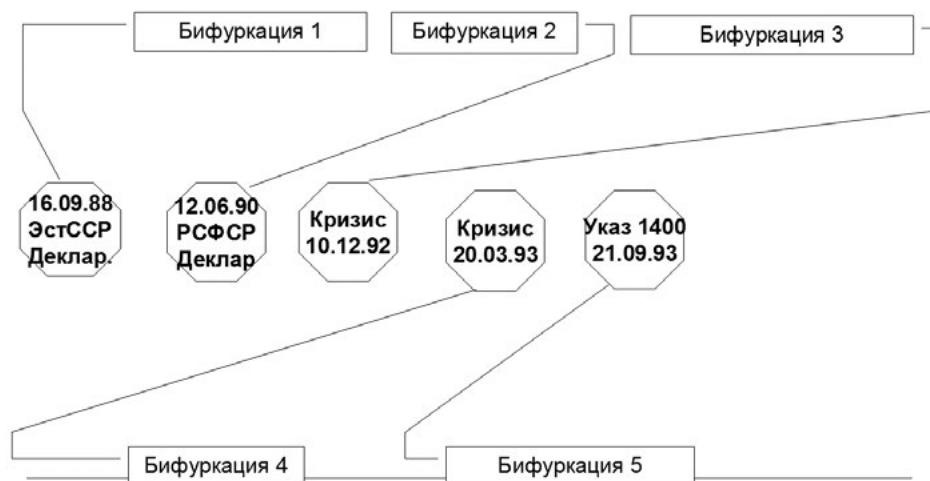 Бифуркация 1
Бифуркация 2
Бифуркация 3
16.09.88
ЭстССР
Деклар.
12.06.90
РСФСР
Деклар
Кризис
10.12.92
Кризис
20.03.93
Указ 1400
21.09.93
Бифуркация 4
Бифуркация 5